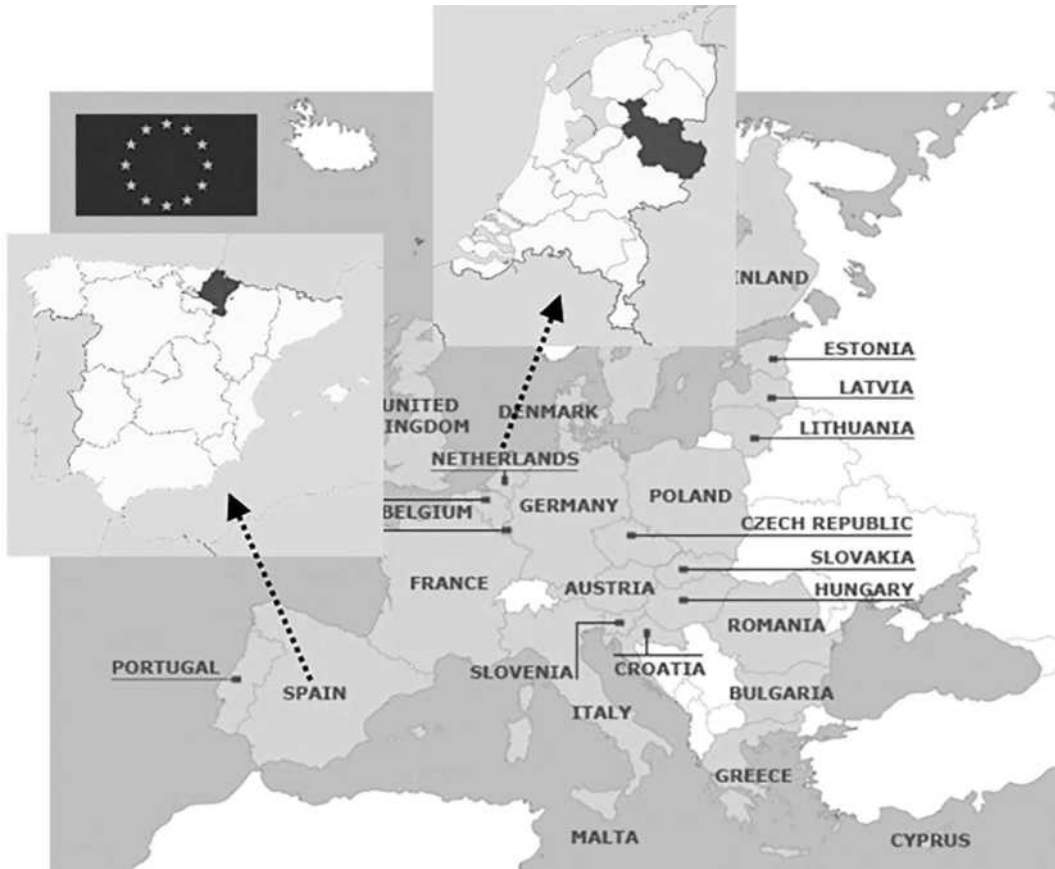 INLAND
ESTONIA
LATVIA
LITHUANIA
UNITED
INGDOM
DENMARK
NETHERLANDS
BELGIUM
GERMANY
POLAND
CZECH REPUBLIC
SLOVAKIA
HUNGARY
FRANCE
AUSTRIA
ROMANIA
PORTUGAL
SPAIN
SLOVENIA
CROATIA
BULGARIA
ITALY
GREECE
MALTA
CYPRUS